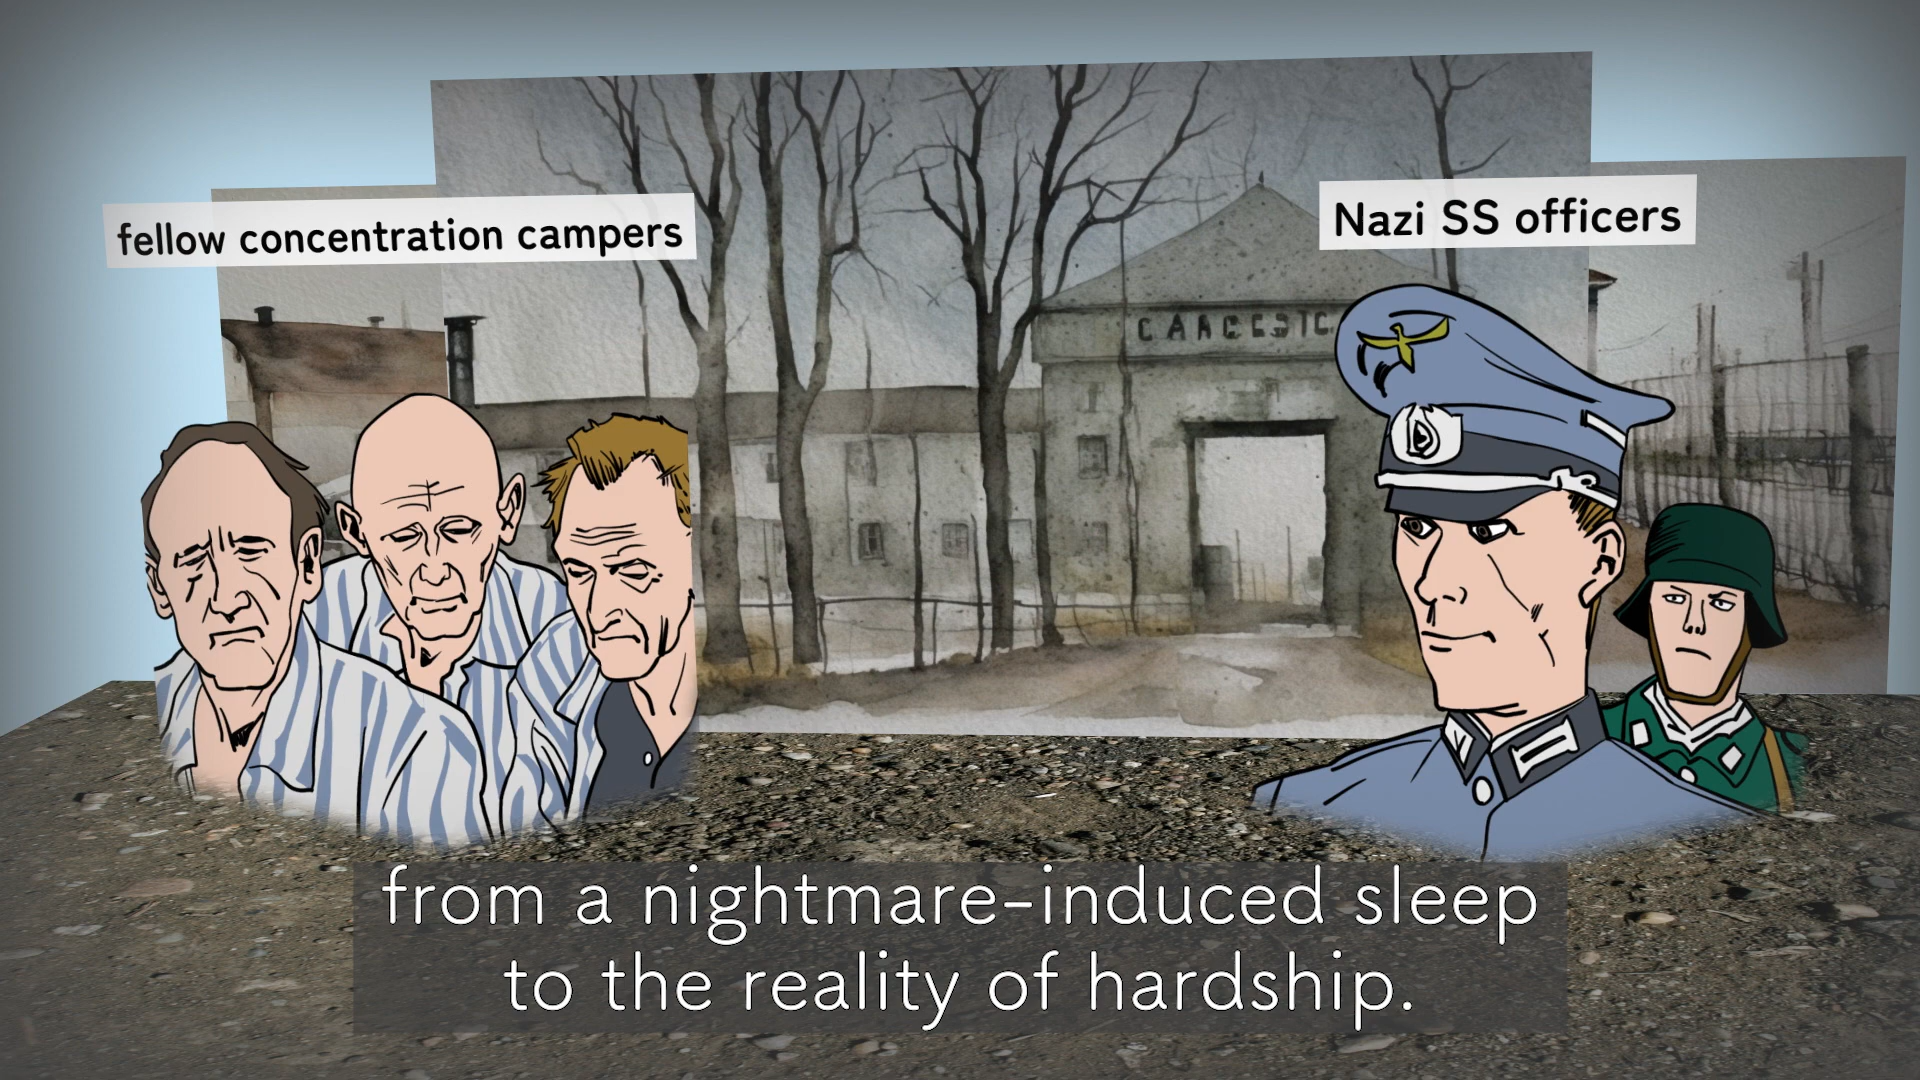 fellow concentration campers
Nazi SS officers
from a nightmare-induced sleep
to the reality of hardship.